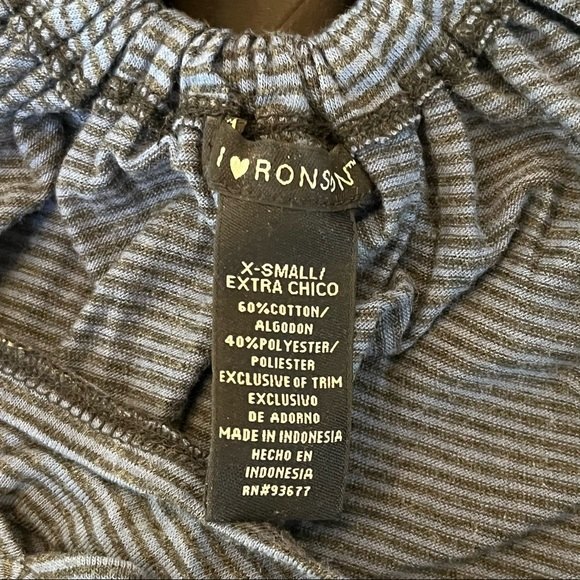 I ♥ RONSON™
X-SMALL/
EXTRA CHICO
60%COTTON/
ALGODON
40%POLYESTER/
POLIESTER
EXCLUSIVE OF TRIM
EXCLUSIVO
DE ADORNO
MADE IN INDONESIA
HECHO EN
INDONESIA
RN#93677